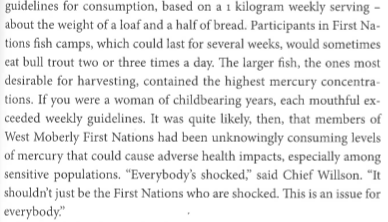 guidelines for consumption, based on a 1 kilogram weekly serving –
about the weight of a loaf and a half of bread. Participants in First Na-
tions fish camps, which could last for several weeks, would sometimes
eat bull trout two or three times a day. The larger fish, the ones most
desirable for harvesting, contained the highest mercury concentra-
tions. If you were a woman of childbearing years, each mouthful ex-
ceeded weekly guidelines. It was quite likely, then, that members of
West Moberly First Nations had been unknowingly consuming levels
of mercury that could cause adverse health impacts, especially among
sensitive populations. “Everybody’s shocked,” said Chief Willson. “It
shouldn’t just be the First Nations who are shocked. This is an issue for
everybody.”